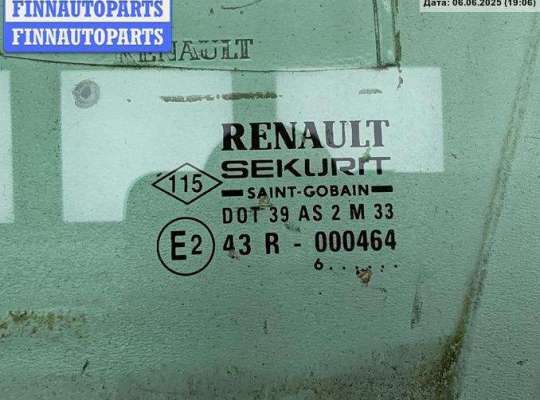 FINNAUTOPARTS
FINNAUTOPARTS
Дата: 06.06.2025 (19:06)
RENAULT
RENAULT
SEKURIT
SAINT-GOBAIN
115
DOT 39 AS 2 M 33
E2
43 R - 000464
6......